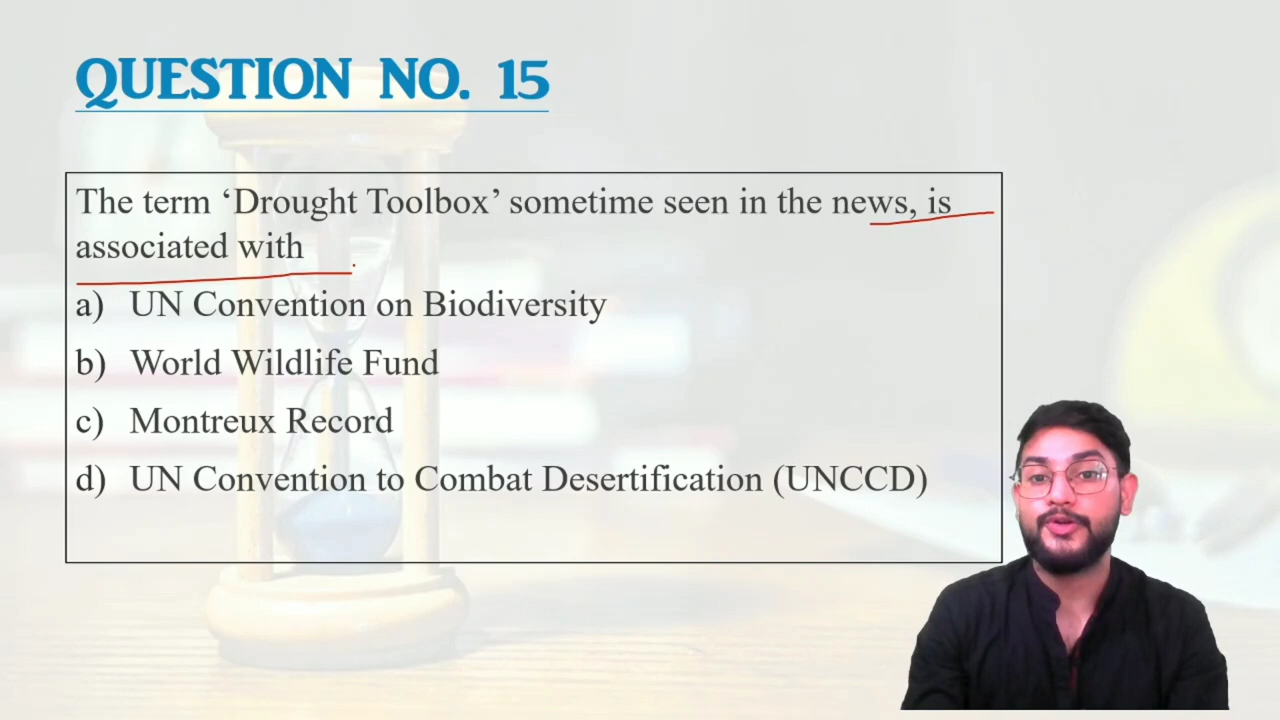 QUESTION NO. 15
The term ‘Drought Toolbox’ sometime seen in the news, is
associated with
a) UN Convention on Biodiversity
b) World Wildlife Fund
c) Montreux Record
d) UN Convention to Combat Desertification (UNCCD)